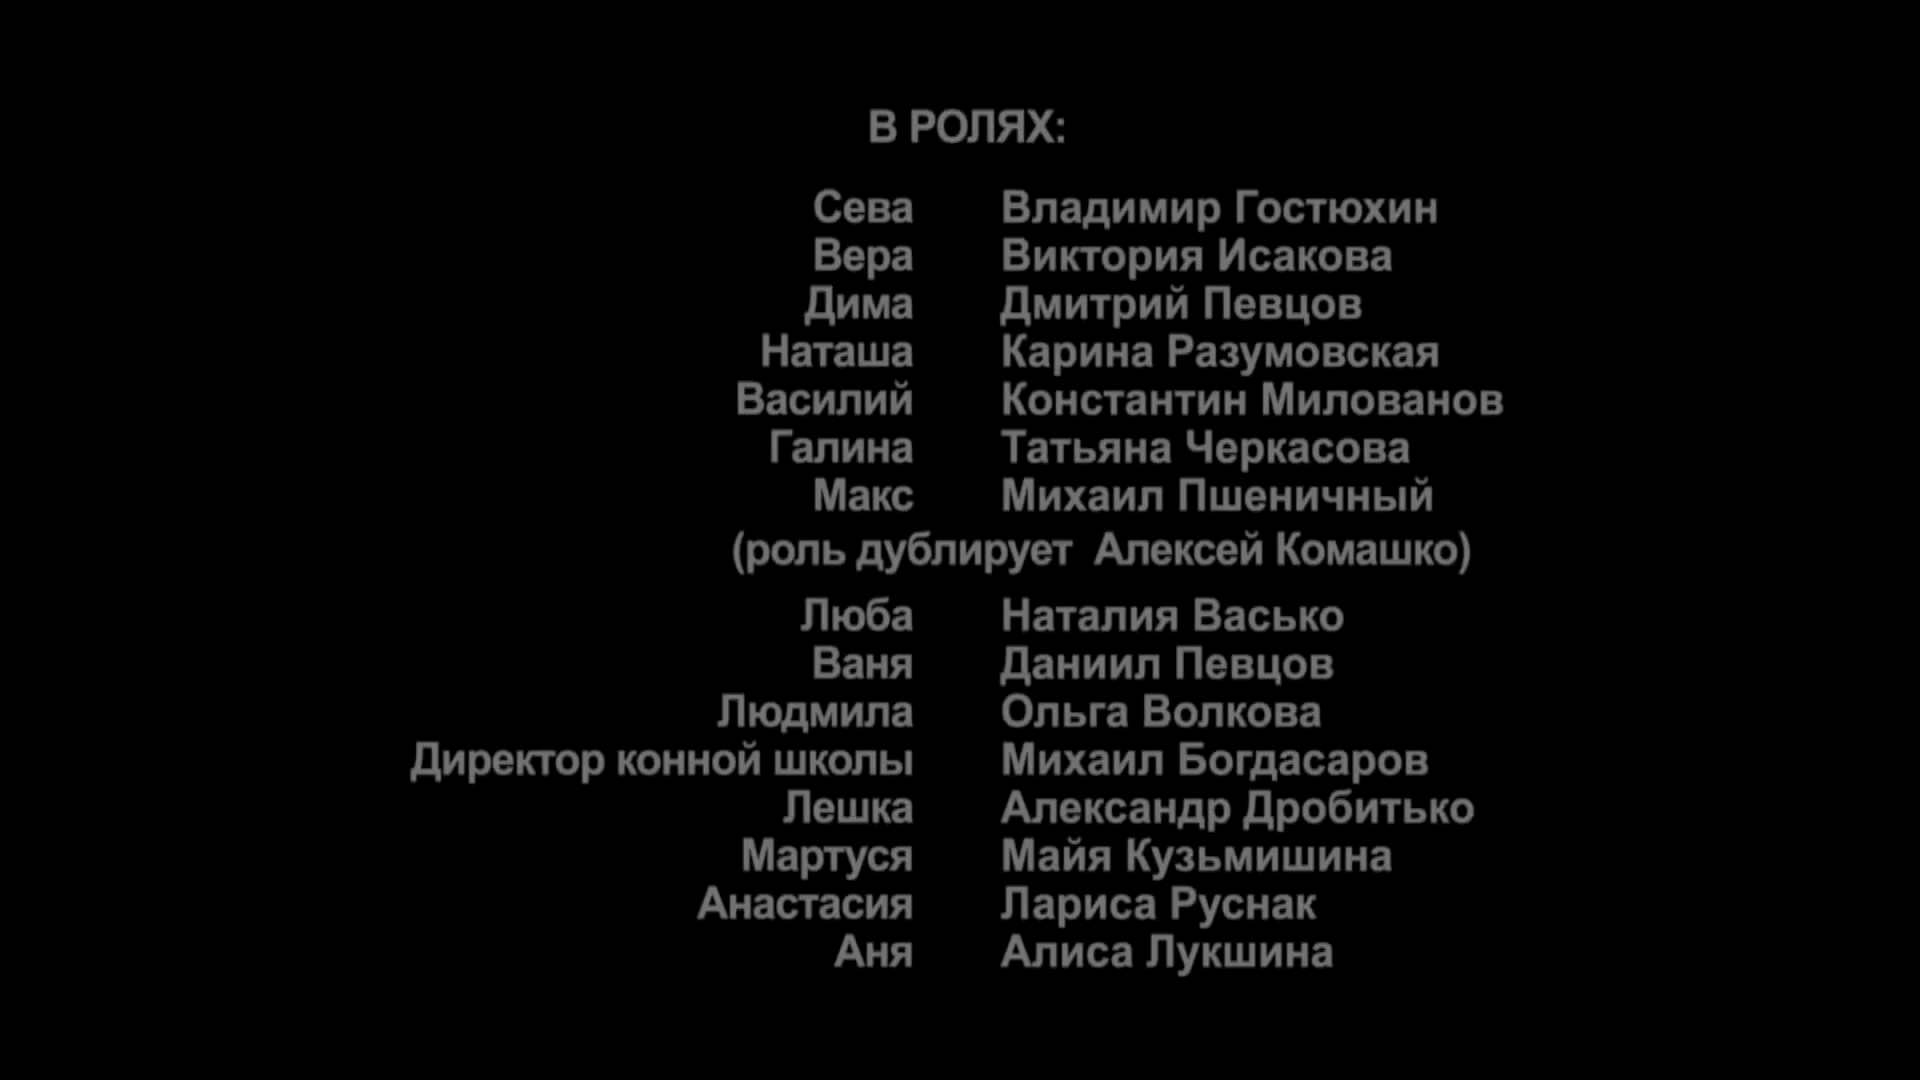 В РОЛЯХ:
Сева Владимир Гостюхин
Вера Виктория Исакова
Дима Дмитрий Певцов
Наташа Карина Разумовская
Василий Константин Милованов
Галина Татьяна Черкасова
Макс Михаил Пшеничный
(роль дублирует Алексей Комашко)
Люба Наталия Васько
Ваня Даниил Певцов
Людмила Ольга Волкова
Директор конной школы Михаил Богдасаров
Лешка Александр Дробитько
Мартуся Майя Кузьмишина
Анастасия Лариса Руснак
Аня Алиса Лукшина